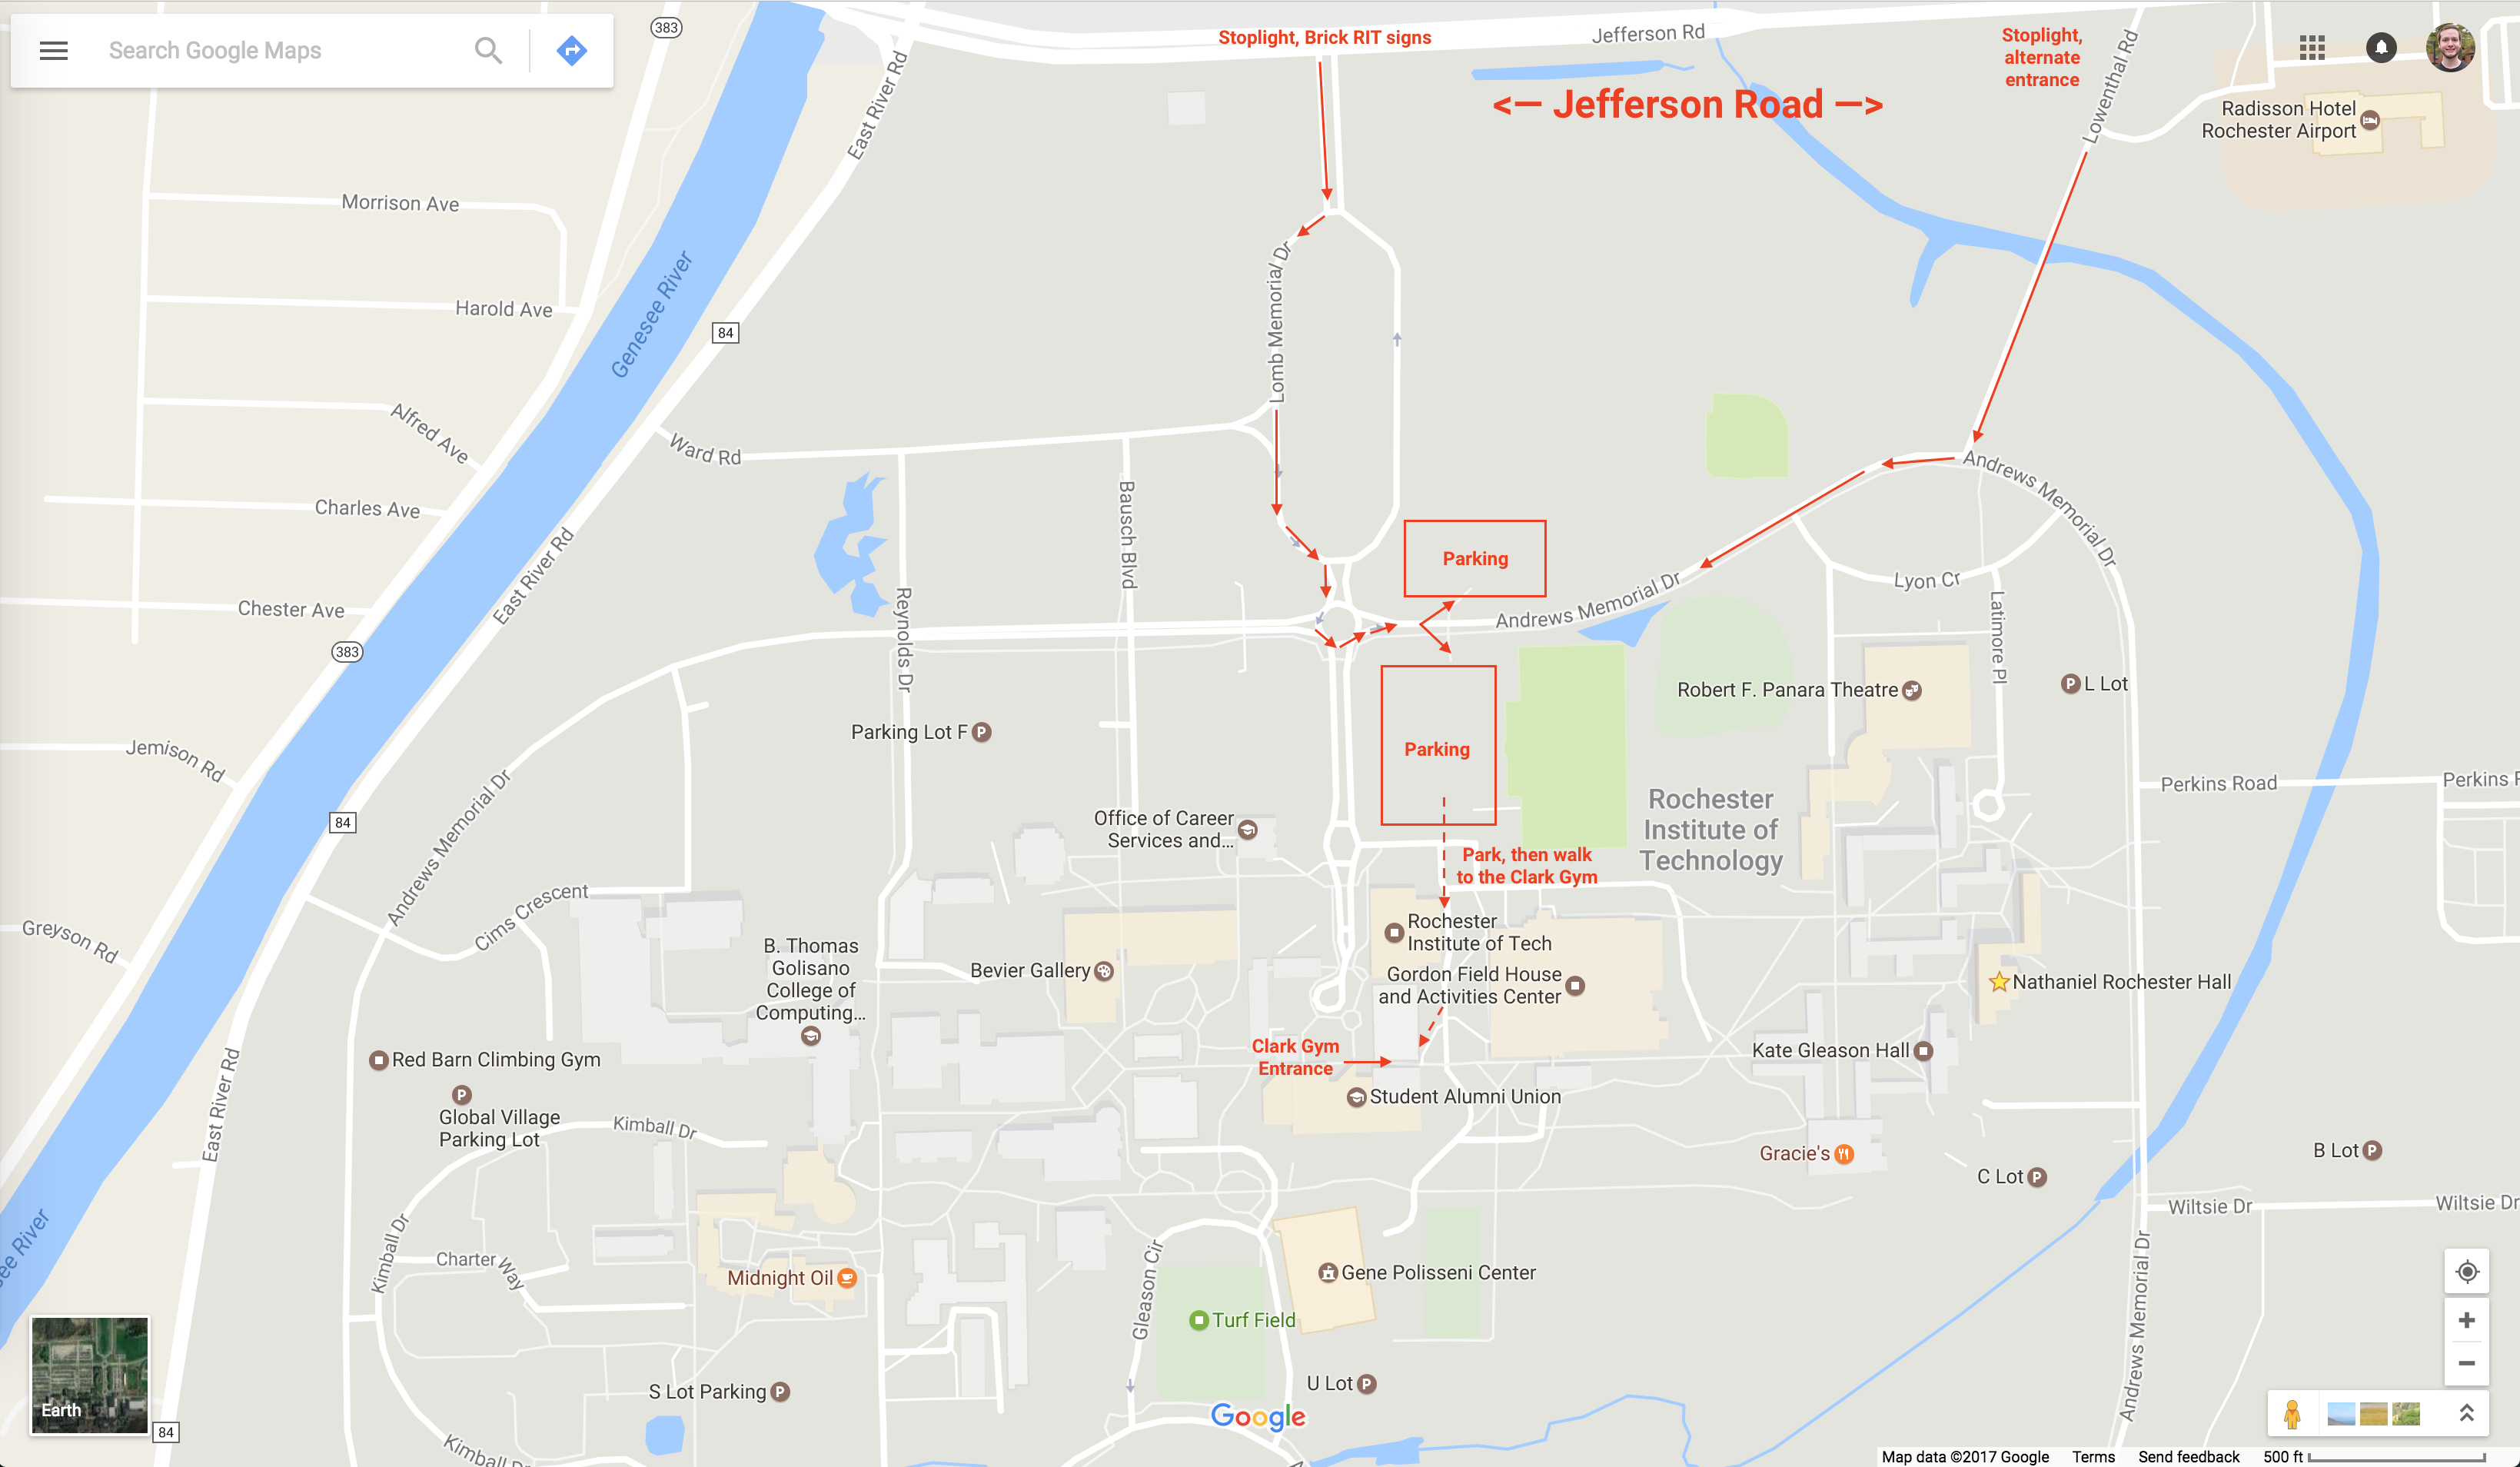 383
Search Google Maps
Stoplight, Brick RIT signs
Jefferson Rd
Stoplight,
alternate
entrance
Lowenthal Rd
<— Jefferson Road —>
Radisson Hotel
Rochester Airport
East River Rd
Morrison Ave
Genesee River
Harold Ave
84
Lomb Memorial Dr
Alfred Ave
Ward Rd
Charles Ave
Bausch Blvd
Andrews Memorial Dr
Parking
East River Rd
Chester Ave
383
Reynolds Dr
Andrews Memorial Dr
Lyon Cr
Latimore Pl
Robert F. Panara Theatre
P L Lot
Parking Lot F P
Jemison Rd
Parking
Perkins Road
Perkins R
84
Andrews Memorial Dr
Office of Career
Services and...
Rochester
Institute of
Technology
Park, then walk
to the Clark Gym
Cims Crescent
Greyson Rd
B. Thomas
Golisano
College of
Computing...
Bevier Gallery
Rochester
Institute of Tech
Gordon Field House
and Activities Center
Nathaniel Rochester Hall
Clark Gym
Entrance
Kate Gleason Hall
Red Barn Climbing Gym
P
Global Village
Parking Lot
Student Alumni Union
East River Rd
Kimball Dr
Gracie's
B Lot P
C Lot P
Wiltsie Dr
Wiltsie Dr
see River
Kimball Dr
Charter Way
Midnight Oil
Gleason Cir
Gene Polisseni Center
Andrews Memorial Dr
Turf Field
Earth
S Lot Parking P
U Lot P
Google
84
Kimball Dr
Andrews Memorial Dr
Map data ©2017 Google Terms Send feedback 500 ft